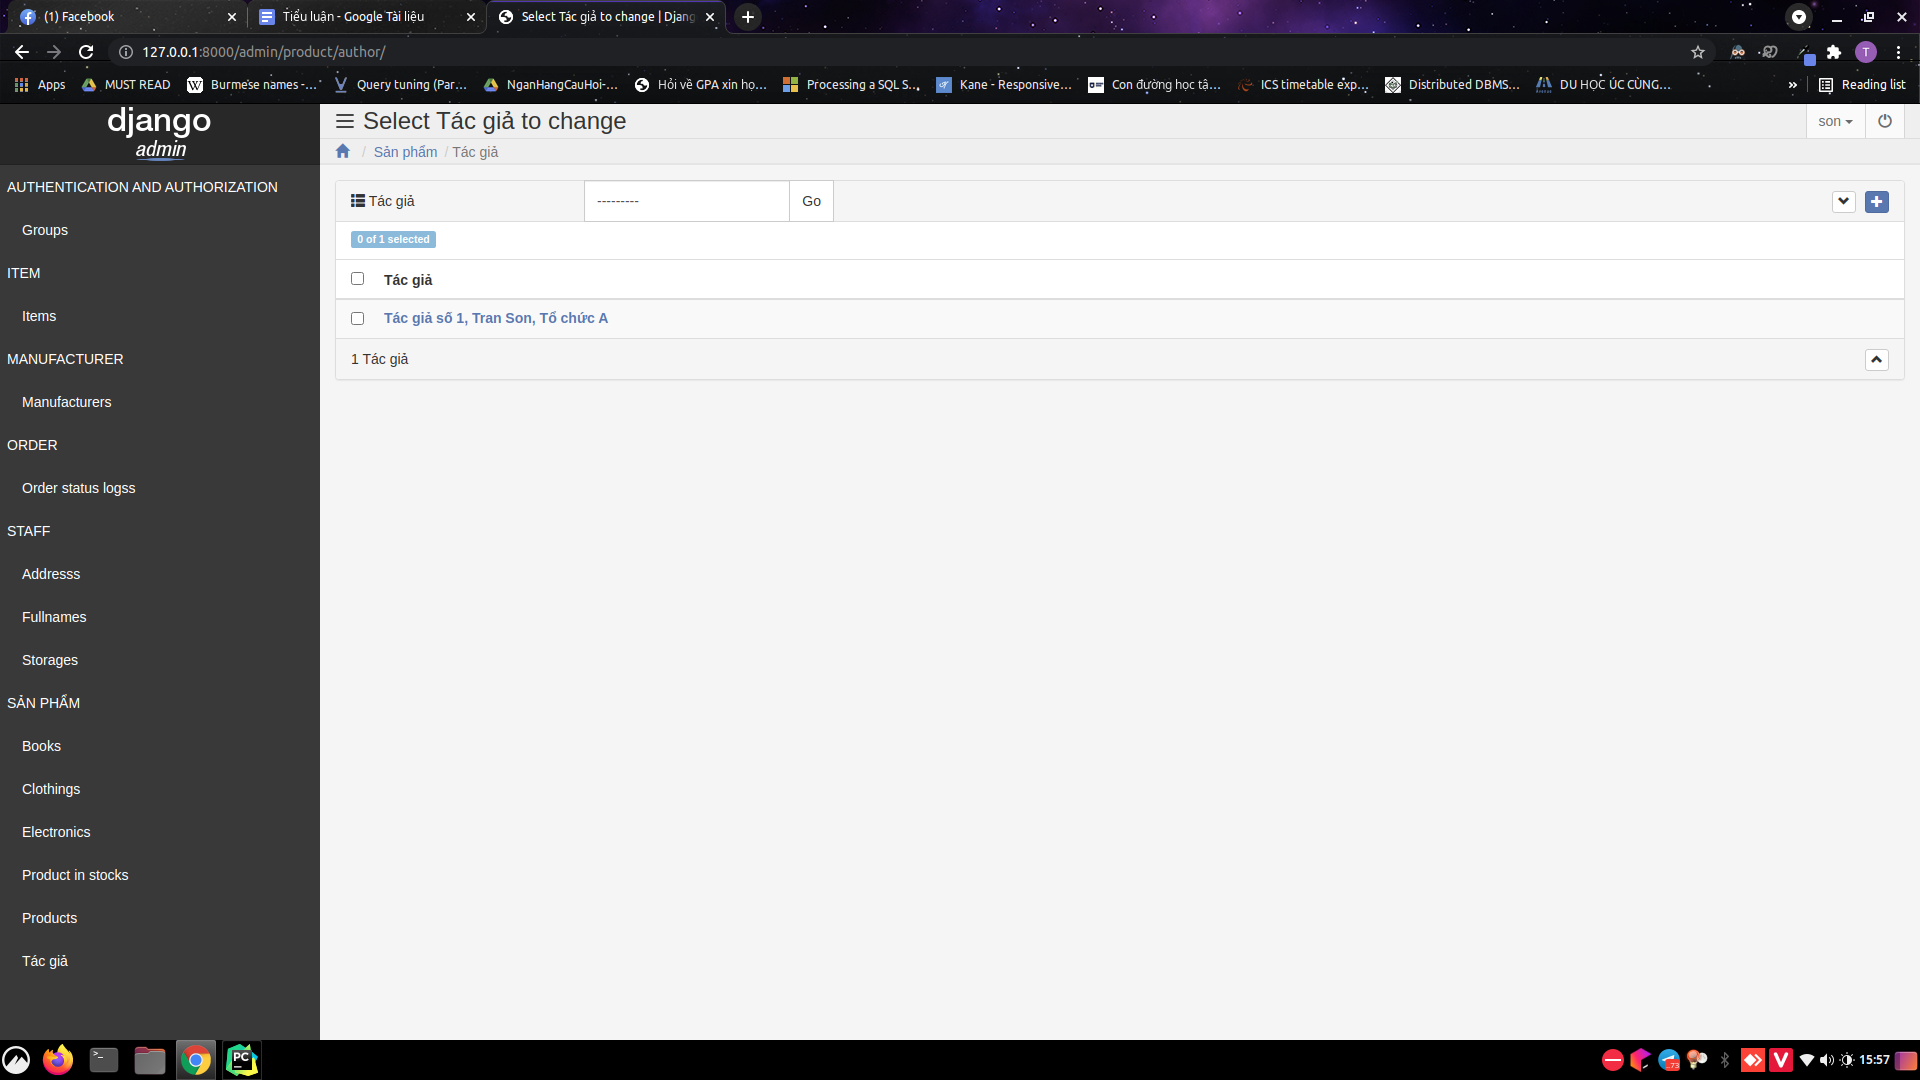 (1) Facebook
Tiểu luận - Google Tài liệu
Select Tác giả to change | Djang
127.0.0.1:8000/admin/product/author/
T
Apps
MUST READ
Burmese names -...
Query tuning (Par...
NganHangCauHoi-...
Hỏi về GPA xin họ...
Processing a SQL S...
Kane - Responsive...
Con đường học tậ...
ICS timetable exp...
Distributed DBMS...
DU HỌC ÚC CÙNG...
»
Reading list
django
admin
Select Tác giả to change
son
/ Sản phẩm / Tác giả
AUTHENTICATION AND AUTHORIZATION
Groups
ITEM
Items
MANUFACTURER
Manufacturers
ORDER
Order status logss
STAFF
Addresss
Fullnames
Storages
SẢN PHẨM
Books
Clothings
Electronics
Product in stocks
Products
Tác giả
Tác giả
---------
Go
0 of 1 selected
Tác giả
Tác giả số 1, Tran Son, Tổ chức A
1 Tác giả
PC
15:57